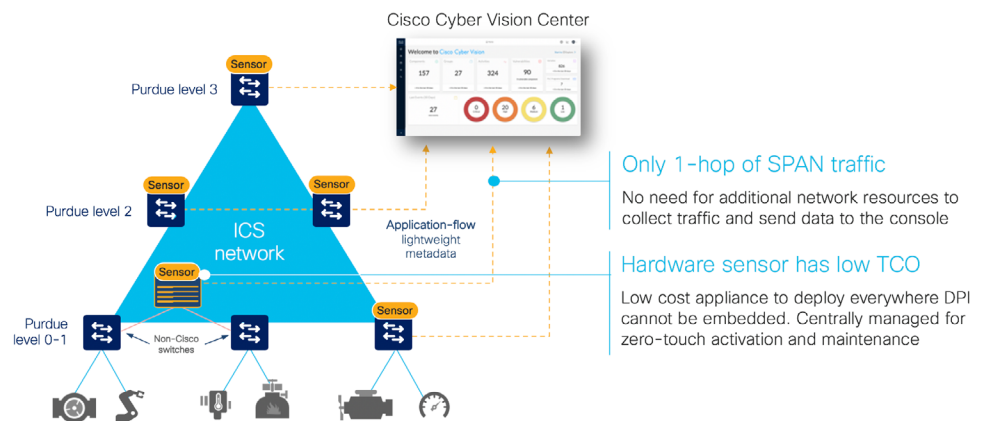 Cisco Cyber Vision Center
Sensor
Purdue level 3
Welcome to Cisco Cyber Vision
157
27
324
90
27
0
20
1
Only 1-hop of SPAN traffic
No need for additional network resources to
collect traffic and send data to the console
Sensor
Sensor
Purdue level 2
ICS
network
Application-flow
lightweight
metadata
Hardware sensor has low TCO
Low cost appliance to deploy everywhere DPI
cannot be embedded. Centrally managed for
zero-touch activation and maintenance
Sensor
Sensor
Purdue
level 0-1
Non-Cisco
switches